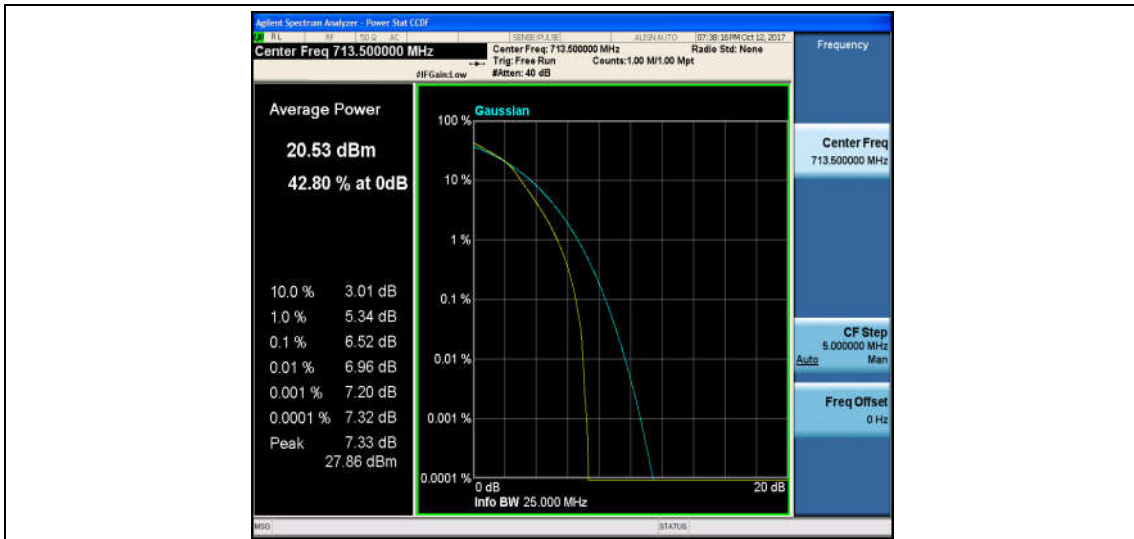 Agilent Spectrum Analyzer - Power Stat CCDF
RL RF 50 Ω AC SENSE:PULSE ALIGN AUTO 07:38:16 PM Oct 12, 2017
Center Freq 713.500000 MHz
Center Freq: 713.500000 MHz Radio Std: None
Trig: Free Run Counts:1.00 M/1.00 Mpt
#IFGain:Low #Atten: 40 dB
Frequency
Average Power
20.53 dBm
42.80 % at 0dB
10.0 % 3.01 dB
1.0 % 5.34 dB
0.1 % 6.52 dB
0.01 % 6.96 dB
0.001 % 7.20 dB
0.0001 % 7.32 dB
Peak 7.33 dB
27.86 dBm
Gaussian
100 %
10 %
1 %
0.1 %
0.01 %
0.001 %
0.0001 %
0 dB 20 dB
Info BW 25.000 MHz
Center Freq
713.500000 MHz
CF Step
5.000000 MHz
Auto Man
Freq Offset
0 Hz
MSG STATUS